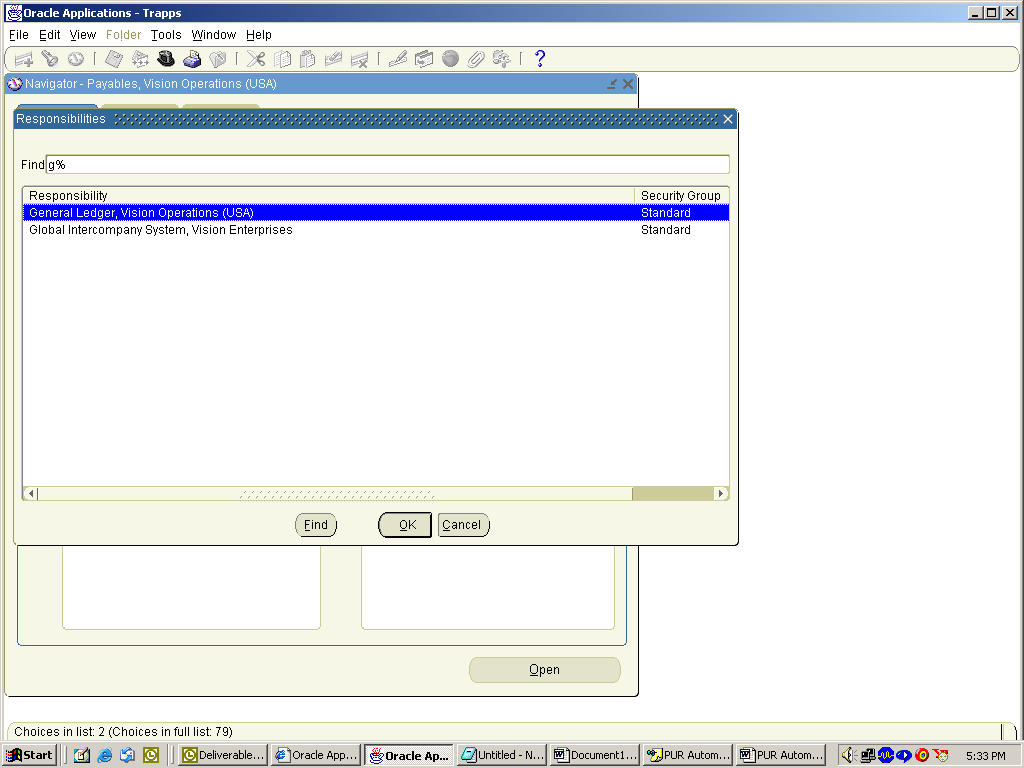 Oracle Applications - Trapps
File Edit View Folder Tools Window Help
?
Navigator - Payables, Vision Operations (USA)
Responsibilities
Find g%
Responsibility Security Group
General Ledger, Vision Operations (USA) Standard
Global Intercompany System, Vision Enterprises Standard
Find OK Cancel
Open
Choices in list: 2 (Choices in full list: 79)
Start Deliverable... Oracle App... Oracle Ap... Untitled - N... Document1... PUR Autom... PUR Autom... 5:33 PM